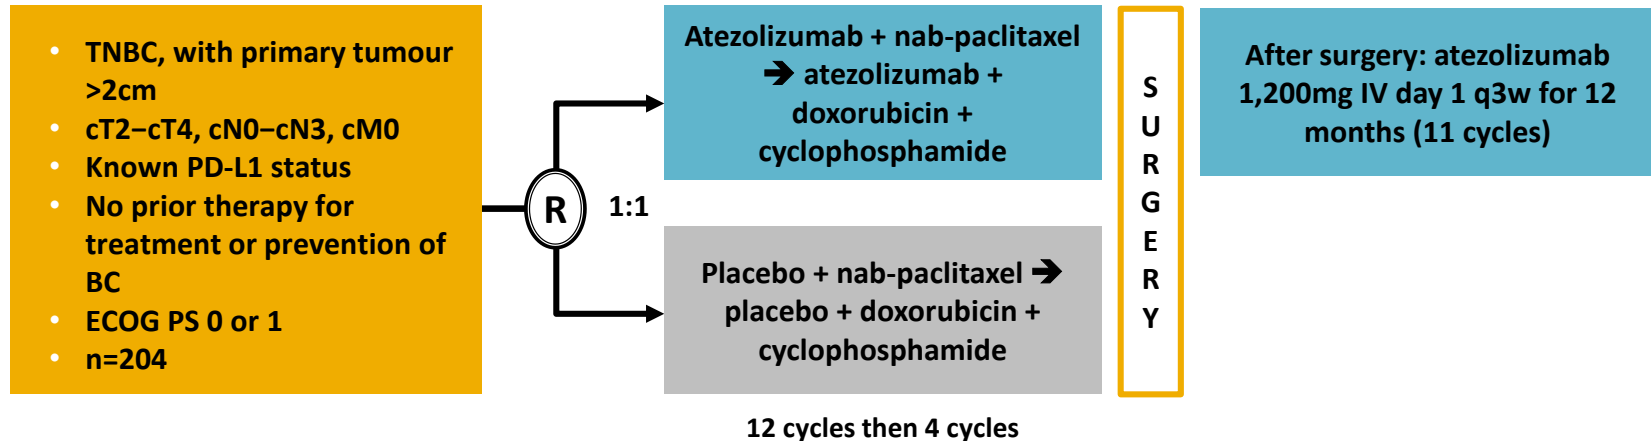 • TNBC, with primary tumour
>2cm
• cT2–cT4, cN0–cN3, cM0
• Known PD-L1 status
• No prior therapy for
treatment or prevention of
BC
• ECOG PS 0 or 1
• n=204
R
1:1
Atezolizumab + nab-paclitaxel
➔ atezolizumab +
doxorubicin +
cyclophosphamide
Placebo + nab-paclitaxel ➔
placebo + doxorubicin +
cyclophosphamide
12 cycles then 4 cycles
S
U
R
G
E
R
Y
After surgery: atezolizumab
1,200mg IV day 1 q3w for 12
months (11 cycles)